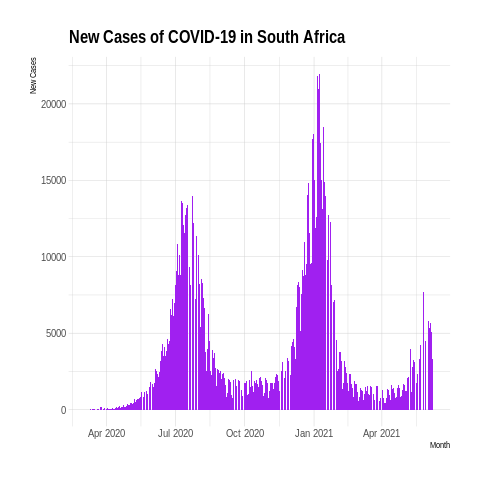 New Cases of COVID-19 in South Africa
New Cases
20000
15000
10000
5000
0
Apr 2020 Jul 2020 Oct 2020 Jan 2021 Apr 2021
Month